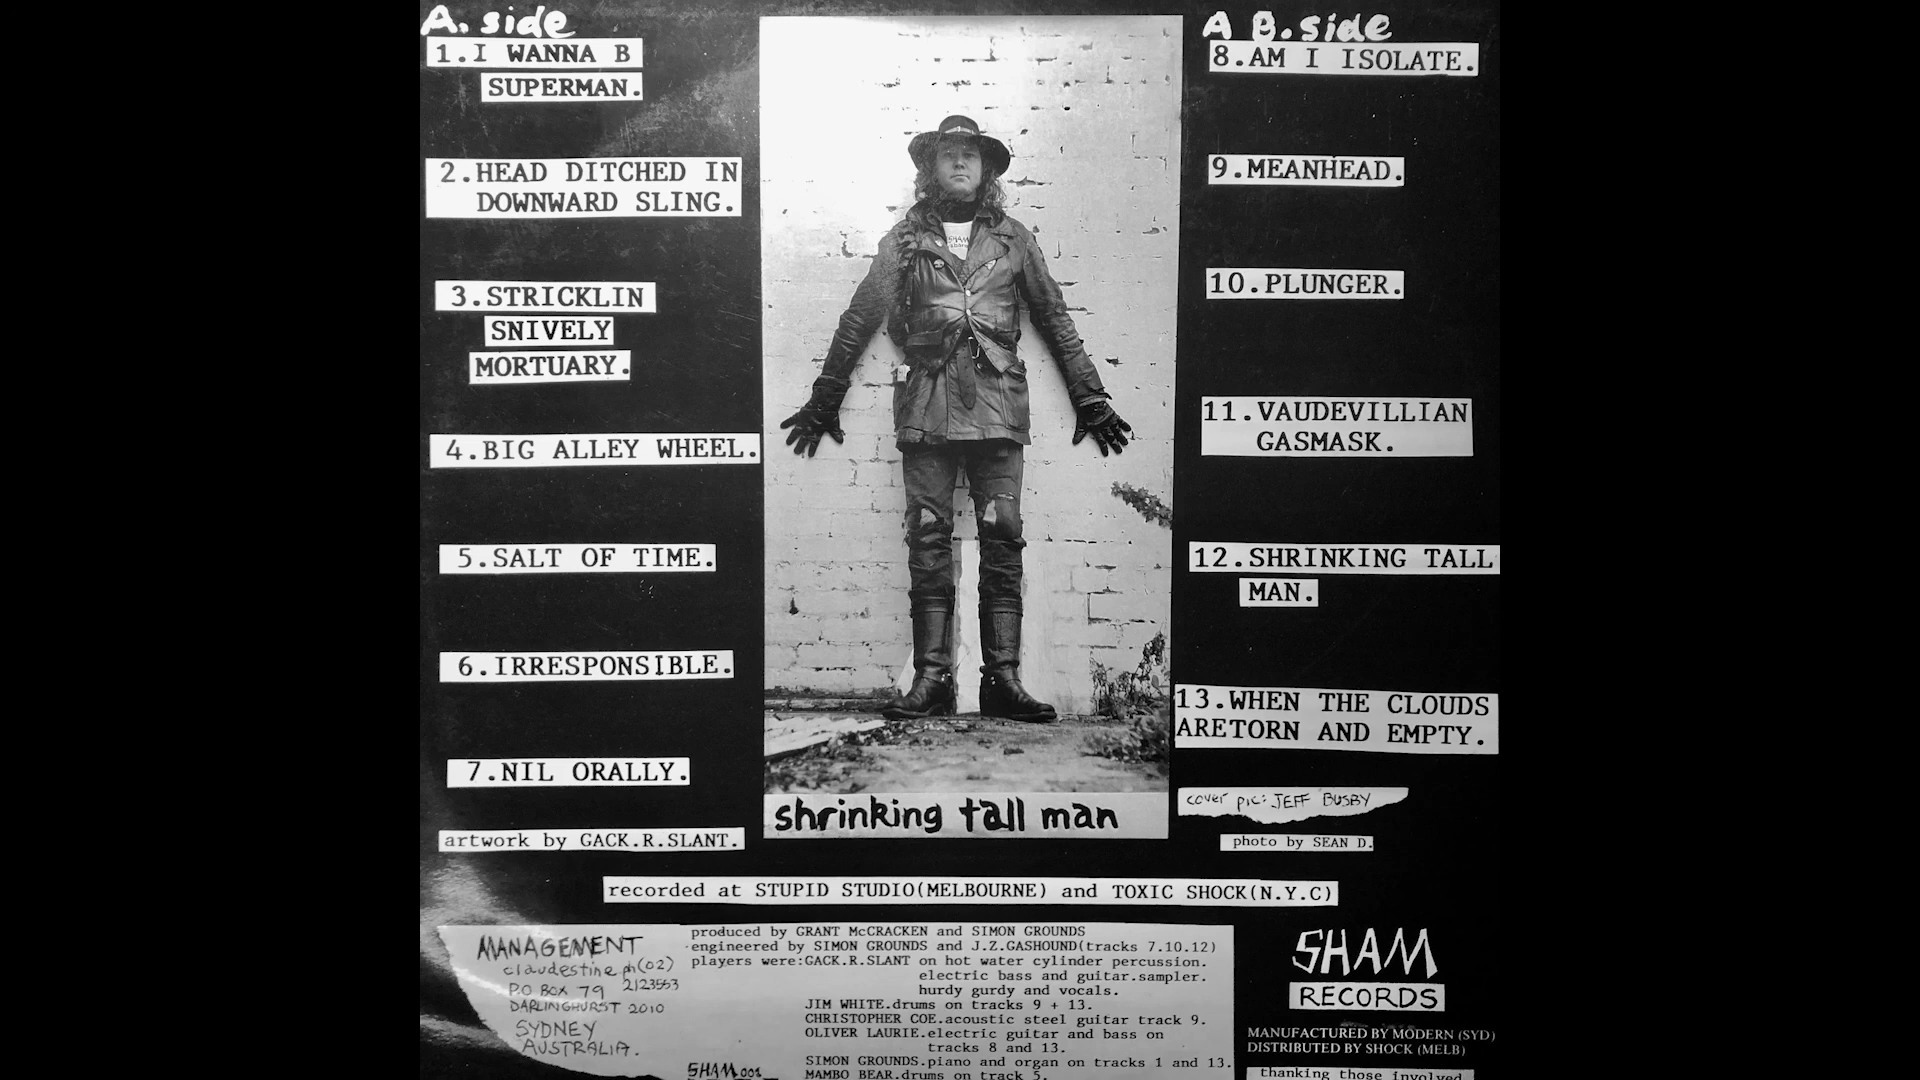 A. side
1.I WANNA B
SUPERMAN.
2.HEAD DITCHED IN
DOWNWARD SLING.
3.STRICKLIN
SNIVELY
MORTUARY.
4.BIG ALLEY WHEEL.
5.SALT OF TIME.
6.IRRESPONSIBLE.
7.NIL ORALLY.
artwork by GACK.R.SLANT.
SHAM
shrinking tall man
A B.side
8.AM I ISOLATE.
9.MEANHEAD.
10.PLUNGER.
11.VAUDEVILLIAN
GASMASK.
12.SHRINKING TALL
MAN.
13.WHEN THE CLOUDS
ARETORN AND EMPTY.
cover pic: JEFF BUSBY
photo by SEAN D.
recorded at STUPID STUDIO(MELBOURNE) and TOXIC SHOCK(N.Y.C)
MANAGEMENT
claudestine ph(02)
2123553
P.O BOX 79
DARLINGHURST 2010
SYDNEY
AUSTRALIA.
produced by GRANT McCRACKEN and SIMON GROUNDS
engineered by SIMON GROUNDS and J.Z.GASHOUND(tracks 7.10.12)
players were:GACK.R.SLANT on hot water cylinder percussion.
electric bass and guitar.sampler.
hurdy gurdy and vocals.
JIM WHITE.drums on tracks 9 + 13.
CHRISTOPHER COE.acoustic steel guitar track 9.
OLIVER LAURIE.electric guitar and bass on
tracks 8 and 13.
SIMON GROUNDS.piano and organ on tracks 1 and 13.
MAMBO BEAR.drums on track 5.
SHAM 001
SHAM
RECORDS
MANUFACTURED BY MODERN (SYD)
DISTRIBUTED BY SHOCK (MELB)
thanking those involved